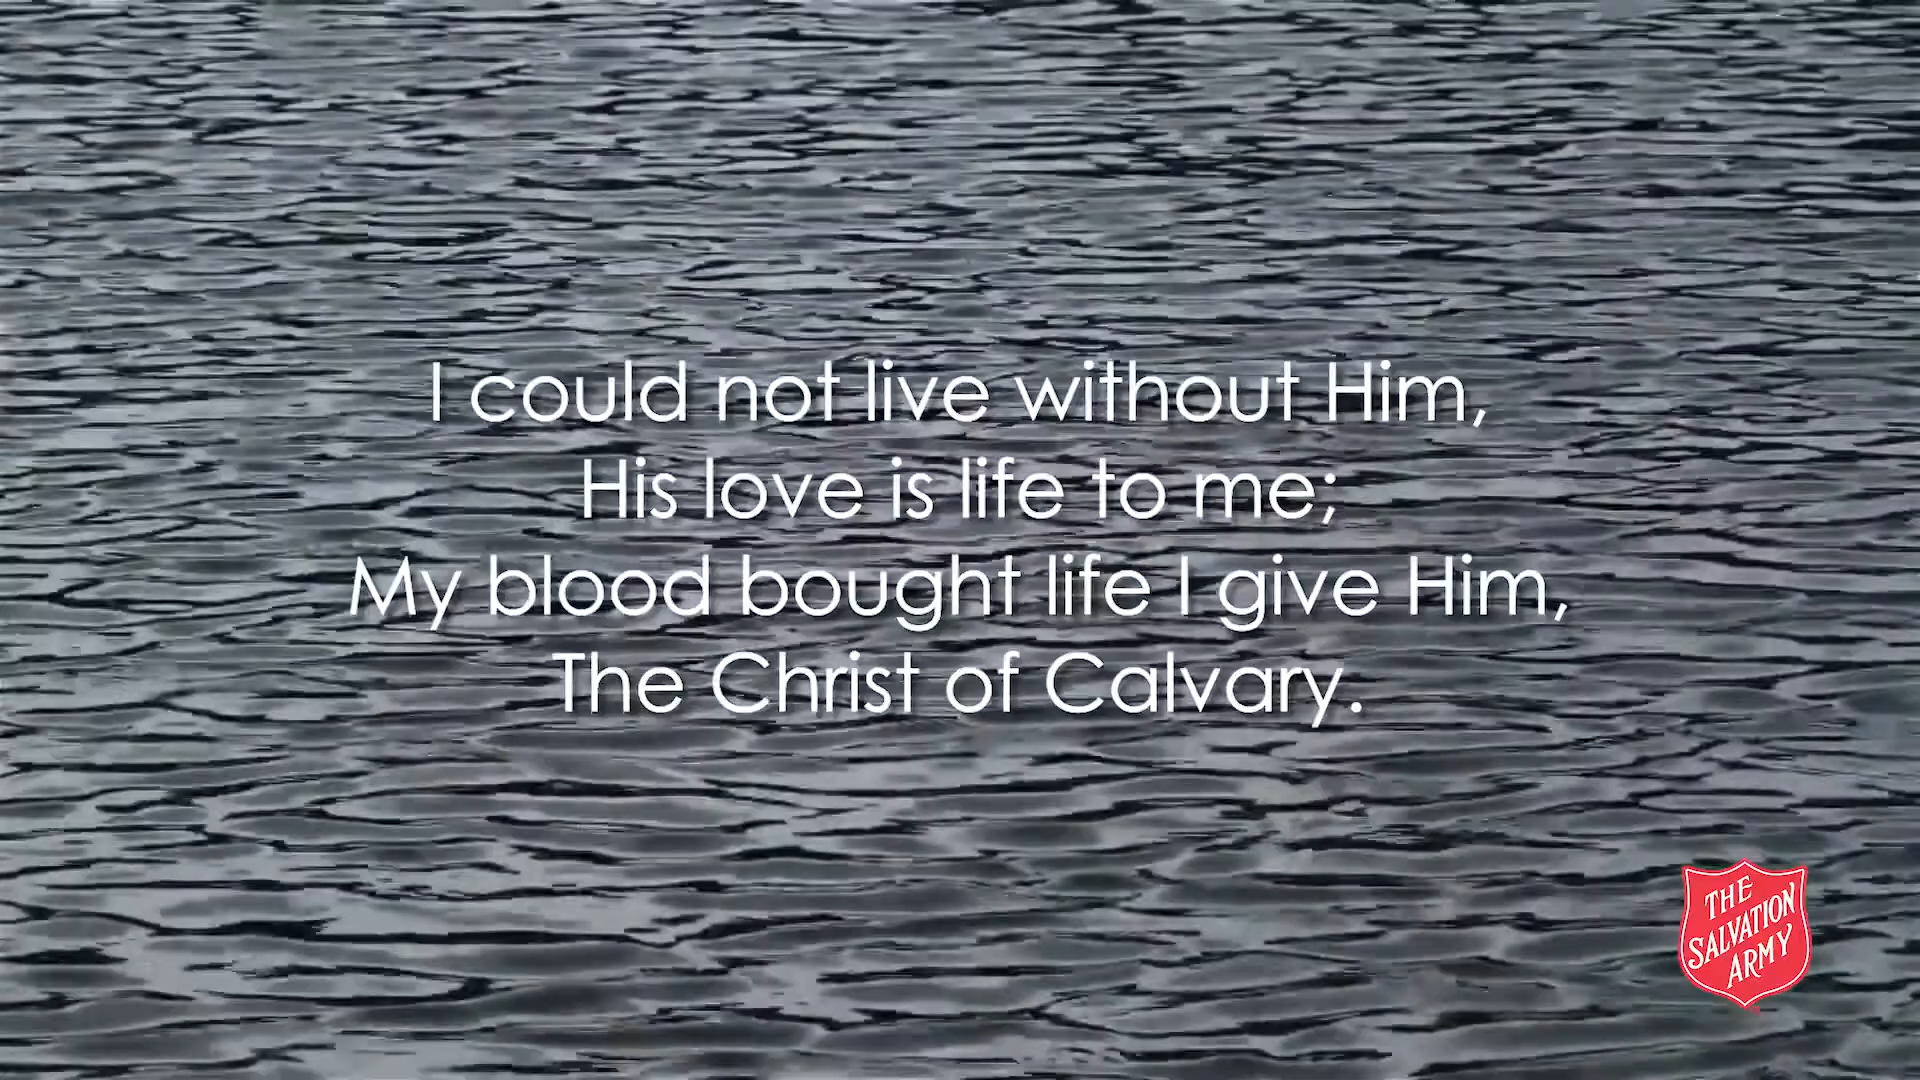 I could not live without Him,
His love is life to me;
My blood bought life I give Him,
The Christ of Calvary.
THE
SALVATION
ARMY